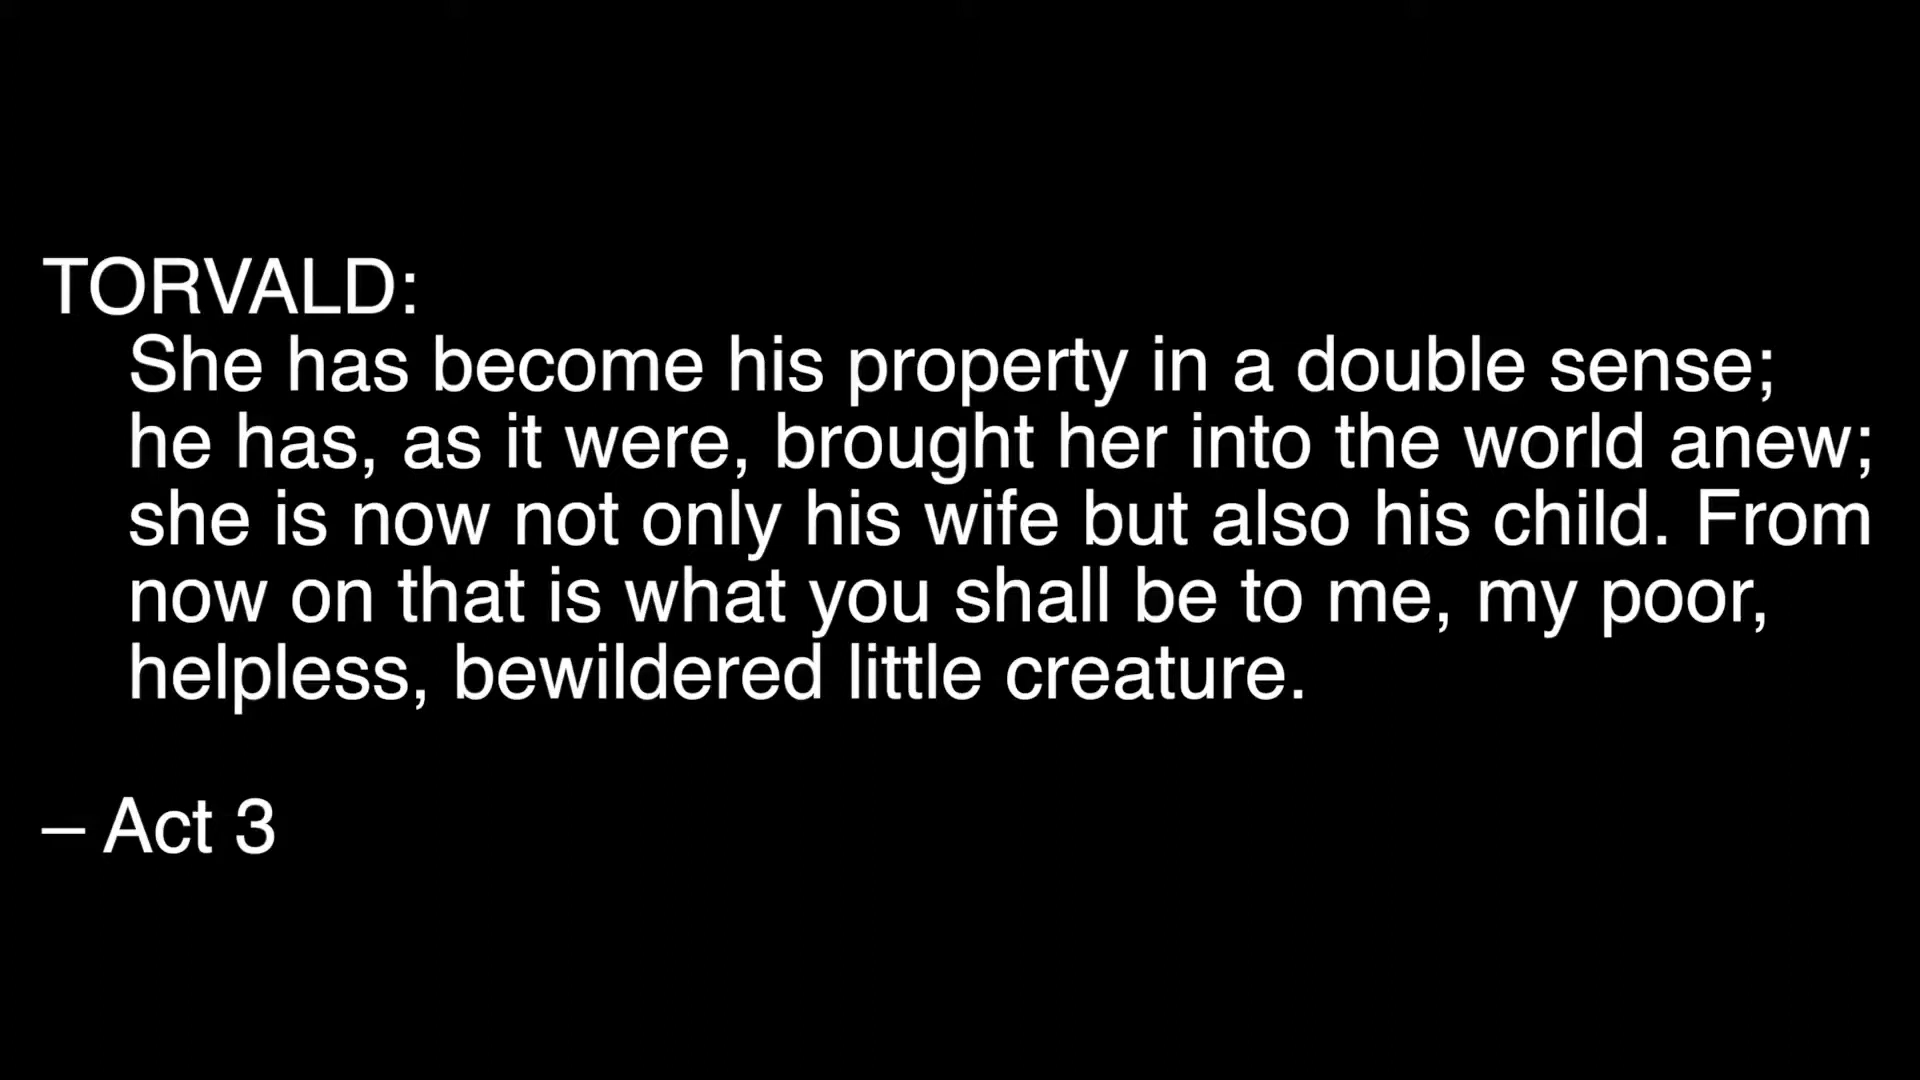 TORVALD:
She has become his property in a double sense;
he has, as it were, brought her into the world anew;
she is now not only his wife but also his child. From
now on that is what you shall be to me, my poor,
helpless, bewildered little creature.
– Act 3